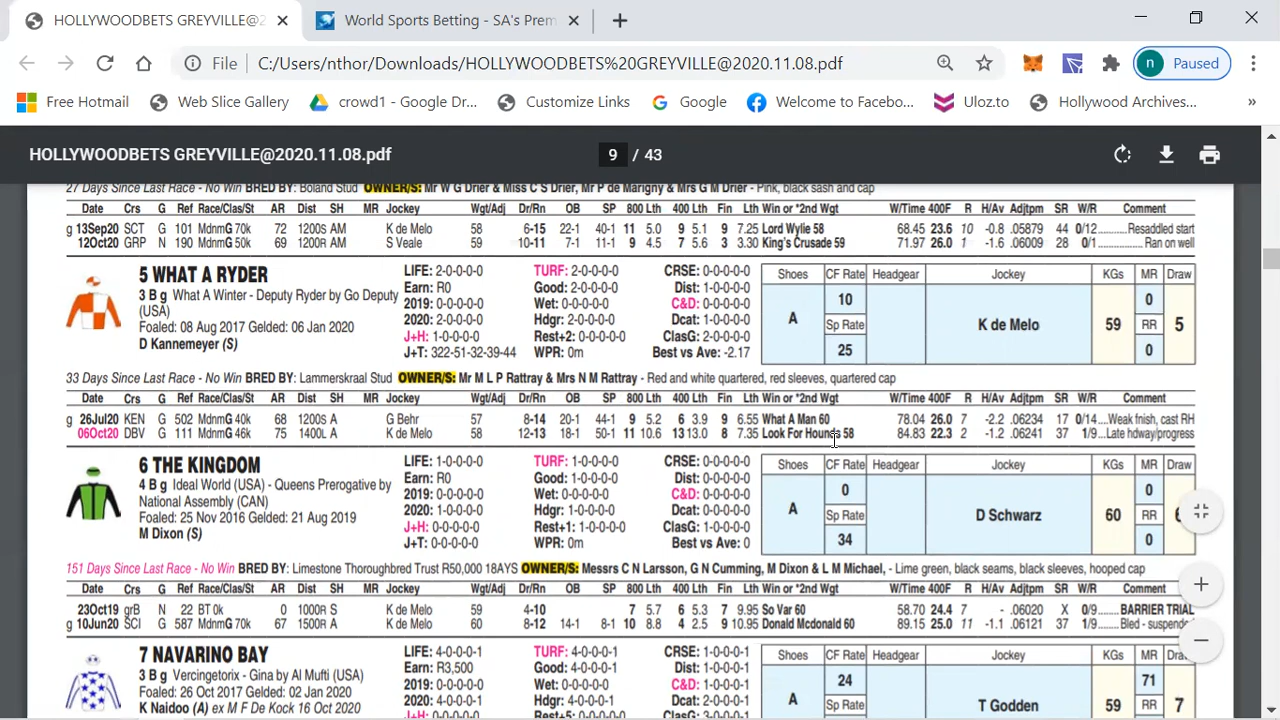 HOLLYWOODBETS GREYVILLE@2 World Sports Betting - SA's Prem
File C:/Users/nthor/Downloads/HOLLYWOODBETS%20GREYVILLE@2020.11.08.pdf n Paused
Free Hotmail Web Slice Gallery crowd1 - Google Dr... Customize Links Google Welcome to Faceb... Uloz.to Hollywood Archives... »
HOLLYWOODBETS GREYVILLE@2020.11.08.pdf 9 / 43
27 Days Since Last Race - No Win BRED BY: Boland Stud OWNER/S: Mr W G Drier & Miss C S Drier, Mr P de Marigny & Mrs G M Drier - Pink, black sash and cap
Date Crs G Ref Race/Clas/St AR Dist SH MR Jockey Wgt/Adj Dr/Rn OB SP 800 Lth 400 Lth Fin Lth Win or *2nd Wgt W/Time 400F R H/Av Adjtpm SR W/R Comment
g 13Sep20 SCT G 101 MdnmG 70k 72 1200S AM K de Melo 58 6-15 22-1 40-1 11 5.0 9 5.1 9 7.25 Lord Wylie 58 68.45 23.6 10 -0.8 .05879 44 0/12 Resaddled start
12Oct20 GRP N 190 MdnmG 50k 69 1200R AM S Veale 59 10-11 7-1 11-1 9 4.5 7 5.6 3 3.30 King's Crusade 59 71.97 26.0 1 -1.6 .06009 28 0/1 Ran on well
5 WHAT A RYDER
3 B g What A Winter - Deputy Ryder by Go Deputy
(USA)
Foaled: 08 Aug 2017 Gelded: 06 Jan 2020
D Kannemeyer (S)
LIFE: 2-0-0-0-0 TURF: 2-0-0-0-0 CRSE: 0-0-0-0-0
Earn: R0 Good: 2-0-0-0-0 Dist: 1-0-0-0-0
2019: 0-0-0-0-0 Wet: 0-0-0-0-0 C&D: 0-0-0-0-0
2020: 2-0-0-0-0 Hdgr: 2-0-0-0-0 Dcat: 1-0-0-0-0
J+H: 1-0-0-0-0 Rest+2: 0-0-0-0-0 ClasG: 2-0-0-0-0
J+T: 322-51-32-39-44 WPR: 0m Best vs Ave: -2.17
Shoes CF Rate Headgear Jockey KGs MR Draw
A 10 Sp Rate 25 K de Melo 59 0 RR 0 5
33 Days Since Last Race - No Win BRED BY: Lammerskraal Stud OWNER/S: Mr M L P Rattray & Mrs N M Rattray - Red and white quartered, red sleeves, quartered cap
Date Crs G Ref Race/Clas/St AR Dist SH MR Jockey Wgt/Adj Dr/Rn OB SP 800 Lth 400 Lth Fin Lth Win or *2nd Wgt W/Time 400F R H/Av Adjtpm SR W/R Comment
g 26Jul20 KEN G 502 MdnmG 40k 68 1200S A G Behr 57 8-14 20-1 44-1 9 5.2 6 3.9 9 6.55 What A Man 60 78.04 26.0 7 -2.2 .06234 17 0/14 Weak fnish, cast RH
06Oct20 DBV G 111 MdnmG 46k 75 1400L A K de Melo 58 12-13 18-1 50-1 11 10.6 13 13.0 8 7.35 Look For Hounds 58 84.83 22.3 2 -1.2 .06241 37 1/9 Late hdway/progress
6 THE KINGDOM
4 B g Ideal World (USA) - Queens Prerogative by
National Assembly (CAN)
Foaled: 25 Nov 2016 Gelded: 21 Aug 2019
M Dixon (S)
LIFE: 1-0-0-0-0 TURF: 1-0-0-0-0 CRSE: 0-0-0-0-0
Earn: R0 Good: 1-0-0-0-0 Dist: 0-0-0-0-0
2019: 0-0-0-0-0 Wet: 0-0-0-0-0 C&D: 0-0-0-0-0
2020: 1-0-0-0-0 Hdgr: 1-0-0-0-0 Dcat: 0-0-0-0-0
J+H: 0-0-0-0-0 Rest+1: 1-0-0-0-0 ClasG: 1-0-0-0-0
J+T: 0-0-0-0-0 WPR: 0m Best vs Ave: 0
Shoes CF Rate Headgear Jockey KGs MR Draw
A 0 Sp Rate 34 D Schwarz 60 0 RR 0
151 Days Since Last Race - No Win BRED BY: Limestone Thoroughbred Trust R50,000 18AYS OWNER/S: Messrs C N Larsson, G N Cumming, M Dixon & L M Michael, - Lime green, black seams, black sleeves, hooped cap
Date Crs G Ref Race/Clas/St AR Dist SH MR Jockey Wgt/Adj Dr/Rn OB SP 800 Lth 400 Lth Fin Lth Win or *2nd Wgt W/Time 400F R H/Av Adjtpm SR W/R Comment
23Oct19 grB N 22 BT 0k 0 1000R S K de Melo 59 4-10 7 5.7 6 5.3 7 9.95 So Var 60 58.70 24.4 7 - .06020 X 0/9 BARRIER TRIAL
g 10Jun20 SCI G 587 MdnmG 70k 67 1500R A K de Melo 60 8-12 14-1 8-1 10 8.8 4 2.5 9 10.95 Donald Mcdonald 60 89.15 25.0 11 -1.1 .06121 37 1/9 Bled - suspende
7 NAVARINO BAY
3 B g Vercingetorix - Gina by Al Mufti (USA)
Foaled: 26 Oct 2017 Gelded: 02 Jan 2020
K Naidoo (A) ex M F De Kock 16 Oct 2020
LIFE: 4-0-0-0-1 TURF: 4-0-0-0-1 CRSE: 1-0-0-0-1
Earn: R3,500 Good: 4-0-0-0-1 Dist: 1-0-0-0-1
2019: 0-0-0-0-0 Wet: 0-0-0-0-0 C&D: 1-0-0-0-1
2020: 4-0-0-0-1 Hdgr: 4-0-0-0-1 Dcat: 2-0-0-0-1
Shoes CF Rate Headgear Jockey KGs MR Draw
A 24 T Godden 59 71 RR 7